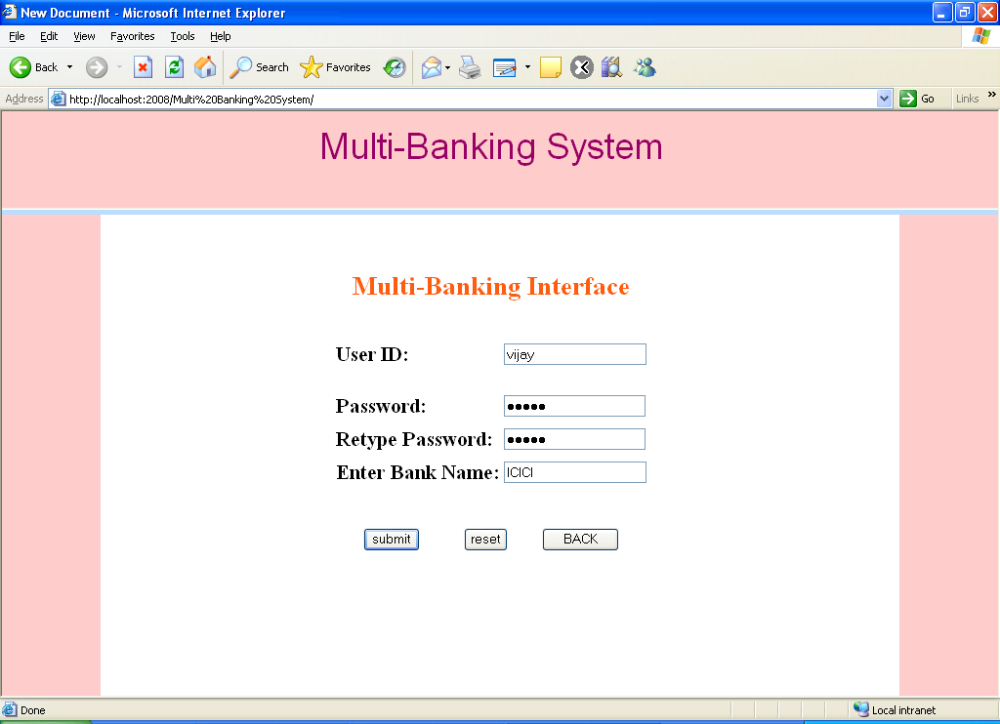 New Document - Microsoft Internet Explorer
File Edit View Favorites Tools Help
Back Search Favorites
Address http://localhost:2008/Multi%20Banking%20System/ Go Links »
Multi-Banking System
Multi-Banking Interface
User ID: vijay
Password: •••••
Retype Password: •••••
Enter Bank Name: ICICI
submit reset BACK
Done Local intranet